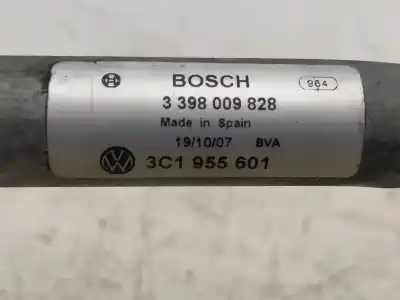 BOSCH 964
3 398 009 828
Made in Spain
19/10/07 BVA
3C1 955 601